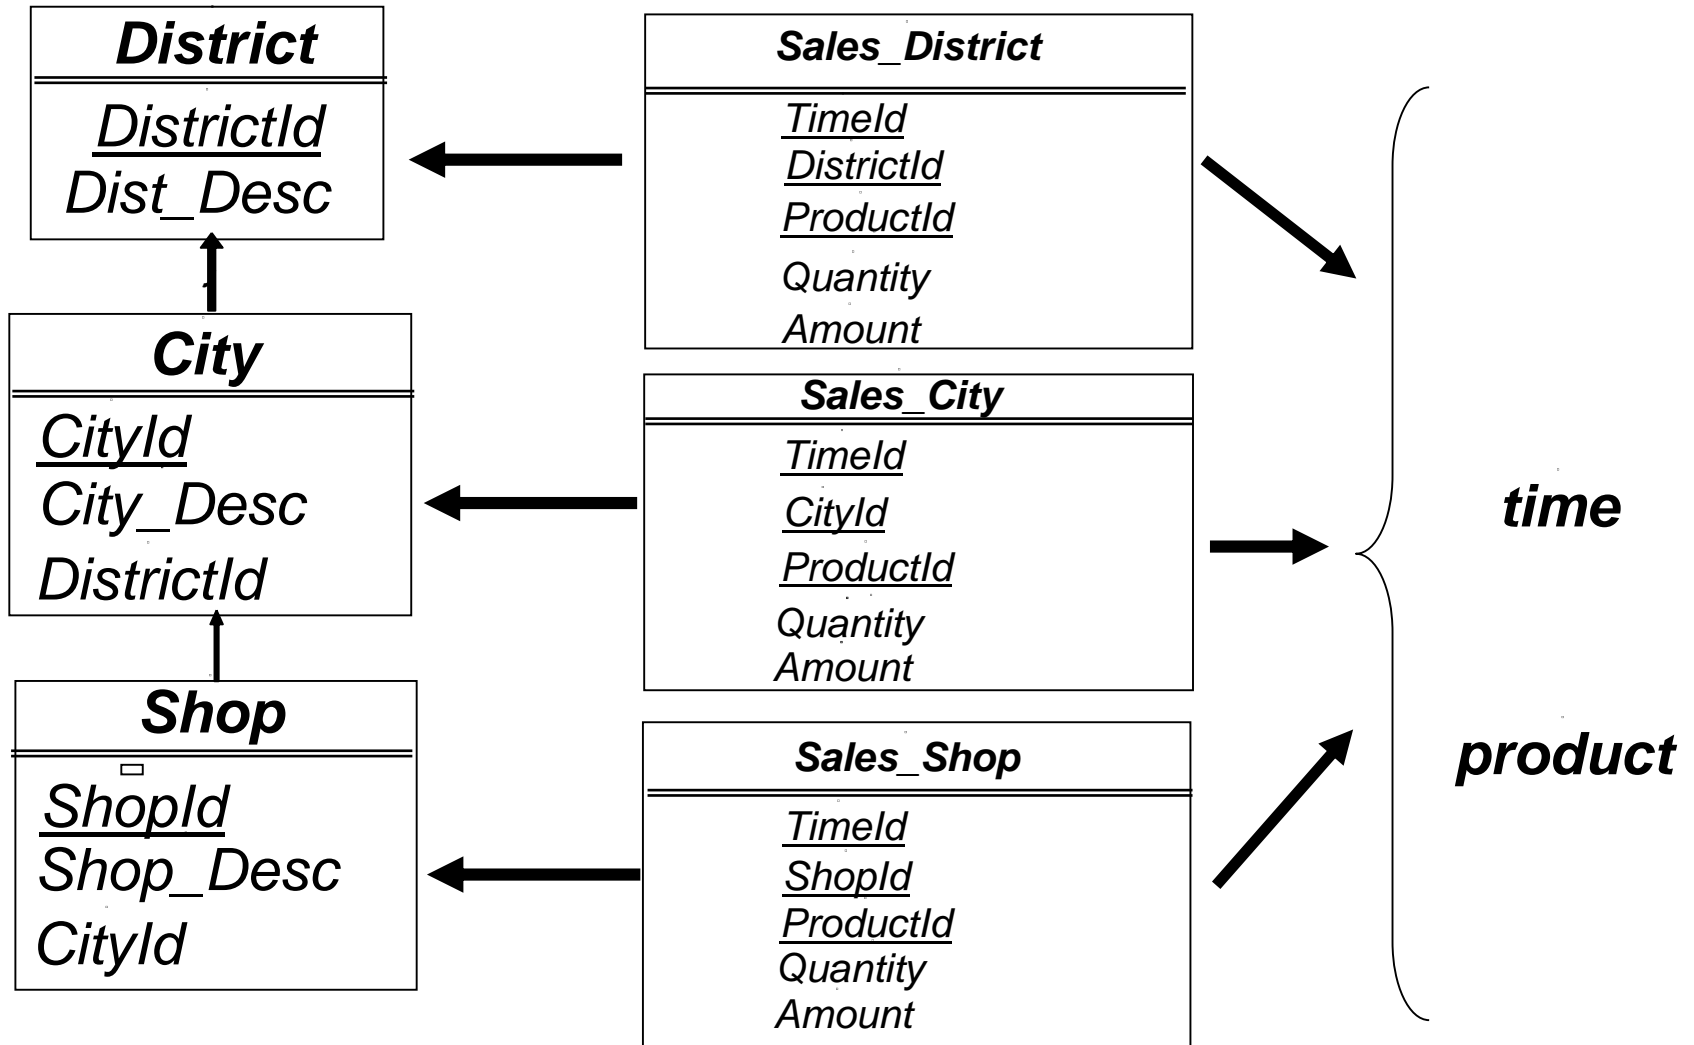 District
DistrictId
Dist_Desc
City
CityId
City_Desc
DistrictId
Shop
ShopId
Shop_Desc
CityId
Sales_District
TimeId
DistrictId
ProductId
Quantity
Amount
Sales_City
TimeId
CityId
ProductId
Quantity
Amount
Sales_Shop
TimeId
ShopId
ProductId
Quantity
Amount
time
product